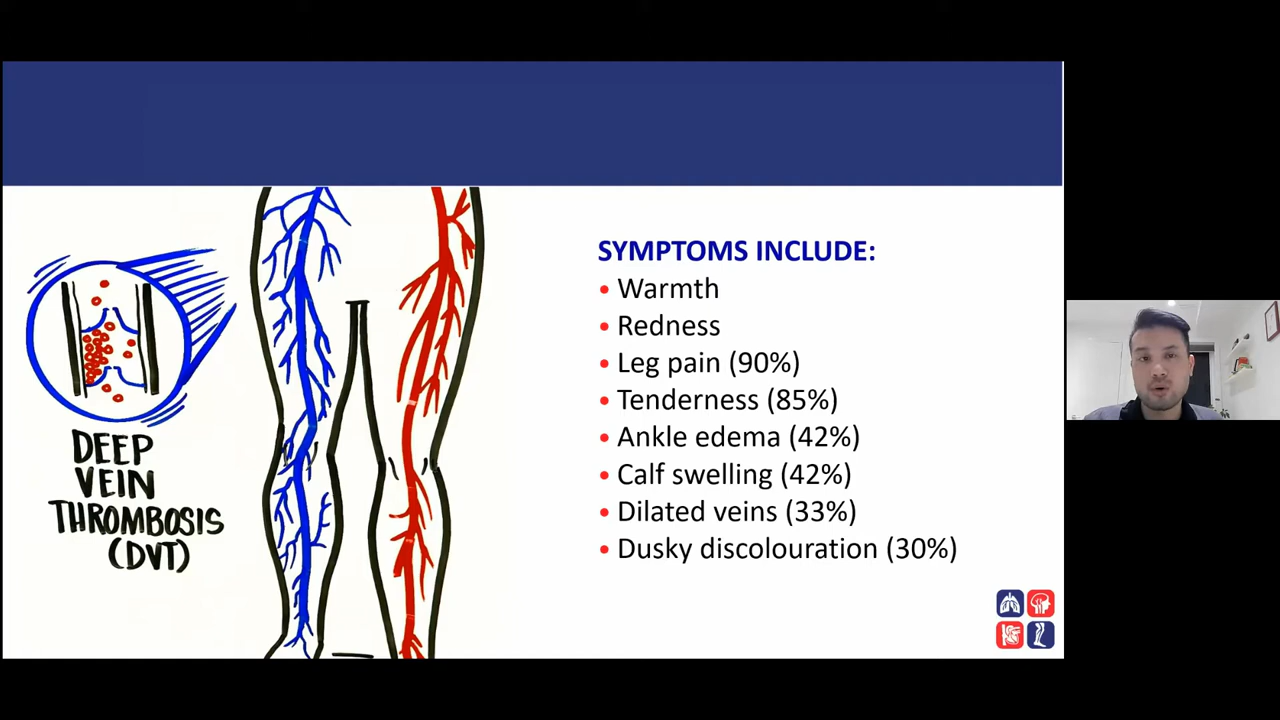 DEEP
VEIN
THROMBOSIS
(DVT)
SYMPTOMS INCLUDE:
• Warmth
• Redness
• Leg pain (90%)
• Tenderness (85%)
• Ankle edema (42%)
• Calf swelling (42%)
• Dilated veins (33%)
• Dusky discolouration (30%)